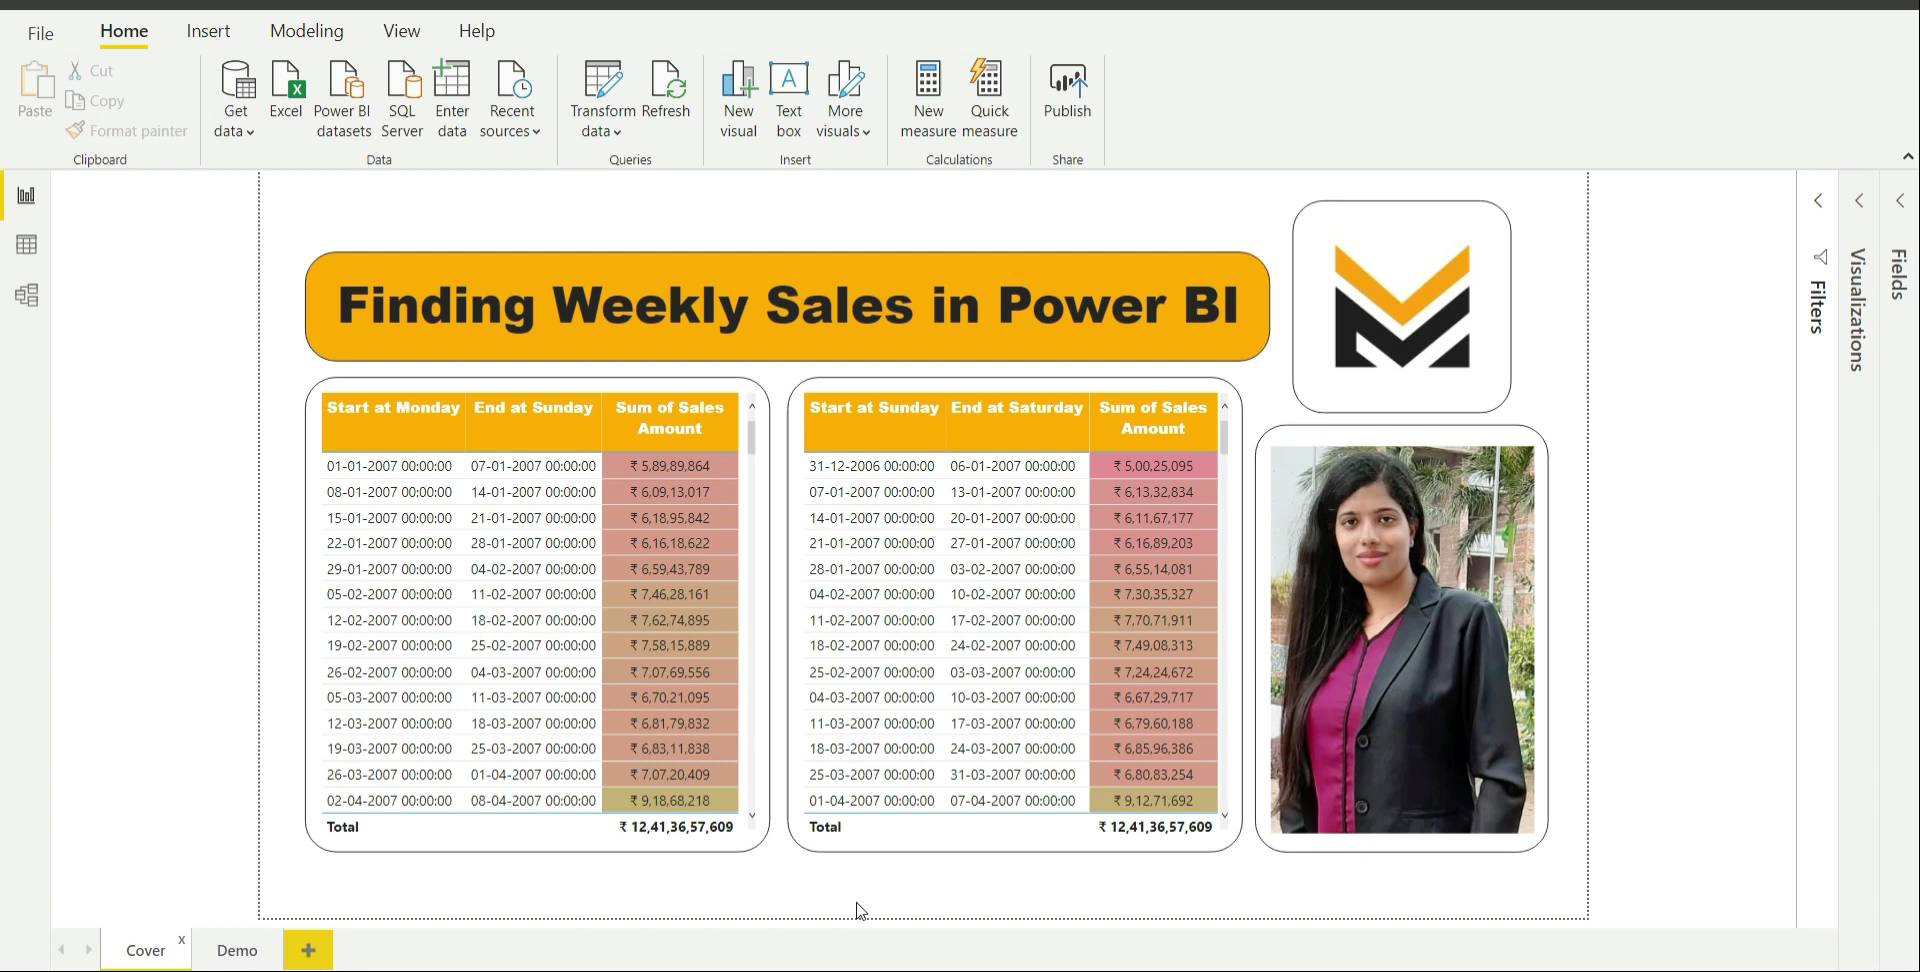 File Home Insert Modeling View Help
Paste
Cut
Copy
Format painter
Clipboard
Get data
Excel
Power BI datasets
SQL Server
Enter data
Recent sources
Data
Transform data
Refresh
Queries
New visual
Text box
More visuals
Insert
New measure
Quick measure
Calculations
Publish
Share
Finding Weekly Sales in Power BI
Start at Monday End at Sunday Sum of Sales Amount
01-01-2007 00:00:00 07-01-2007 00:00:00 ₹ 5,89,89,864
08-01-2007 00:00:00 14-01-2007 00:00:00 ₹ 6,09,13,017
15-01-2007 00:00:00 21-01-2007 00:00:00 ₹ 6,18,95,842
22-01-2007 00:00:00 28-01-2007 00:00:00 ₹ 6,16,18,622
29-01-2007 00:00:00 04-02-2007 00:00:00 ₹ 6,59,43,789
05-02-2007 00:00:00 11-02-2007 00:00:00 ₹ 7,46,28,161
12-02-2007 00:00:00 18-02-2007 00:00:00 ₹ 7,62,74,895
19-02-2007 00:00:00 25-02-2007 00:00:00 ₹ 7,58,15,889
26-02-2007 00:00:00 04-03-2007 00:00:00 ₹ 7,07,69,556
05-03-2007 00:00:00 11-03-2007 00:00:00 ₹ 6,70,21,095
12-03-2007 00:00:00 18-03-2007 00:00:00 ₹ 6,81,79,832
19-03-2007 00:00:00 25-03-2007 00:00:00 ₹ 6,83,11,838
26-03-2007 00:00:00 01-04-2007 00:00:00 ₹ 7,07,20,409
02-04-2007 00:00:00 08-04-2007 00:00:00 ₹ 9,18,68,218
Total ₹ 12,41,36,57,609
Start at Sunday End at Saturday Sum of Sales Amount
31-12-2006 00:00:00 06-01-2007 00:00:00 ₹ 5,00,25,095
07-01-2007 00:00:00 13-01-2007 00:00:00 ₹ 6,13,32,834
14-01-2007 00:00:00 20-01-2007 00:00:00 ₹ 6,11,67,177
21-01-2007 00:00:00 27-01-2007 00:00:00 ₹ 6,16,89,203
28-01-2007 00:00:00 03-02-2007 00:00:00 ₹ 6,55,14,081
04-02-2007 00:00:00 10-02-2007 00:00:00 ₹ 7,30,35,327
11-02-2007 00:00:00 17-02-2007 00:00:00 ₹ 7,70,71,911
18-02-2007 00:00:00 24-02-2007 00:00:00 ₹ 7,49,08,313
25-02-2007 00:00:00 03-03-2007 00:00:00 ₹ 7,24,24,672
04-03-2007 00:00:00 10-03-2007 00:00:00 ₹ 6,67,29,717
11-03-2007 00:00:00 17-03-2007 00:00:00 ₹ 6,79,60,188
18-03-2007 00:00:00 24-03-2007 00:00:00 ₹ 6,85,96,386
25-03-2007 00:00:00 31-03-2007 00:00:00 ₹ 6,80,83,254
01-04-2007 00:00:00 07-04-2007 00:00:00 ₹ 9,12,71,692
Total ₹ 12,41,36,57,609
Filters
Visualizations
Fields
Cover x
Demo